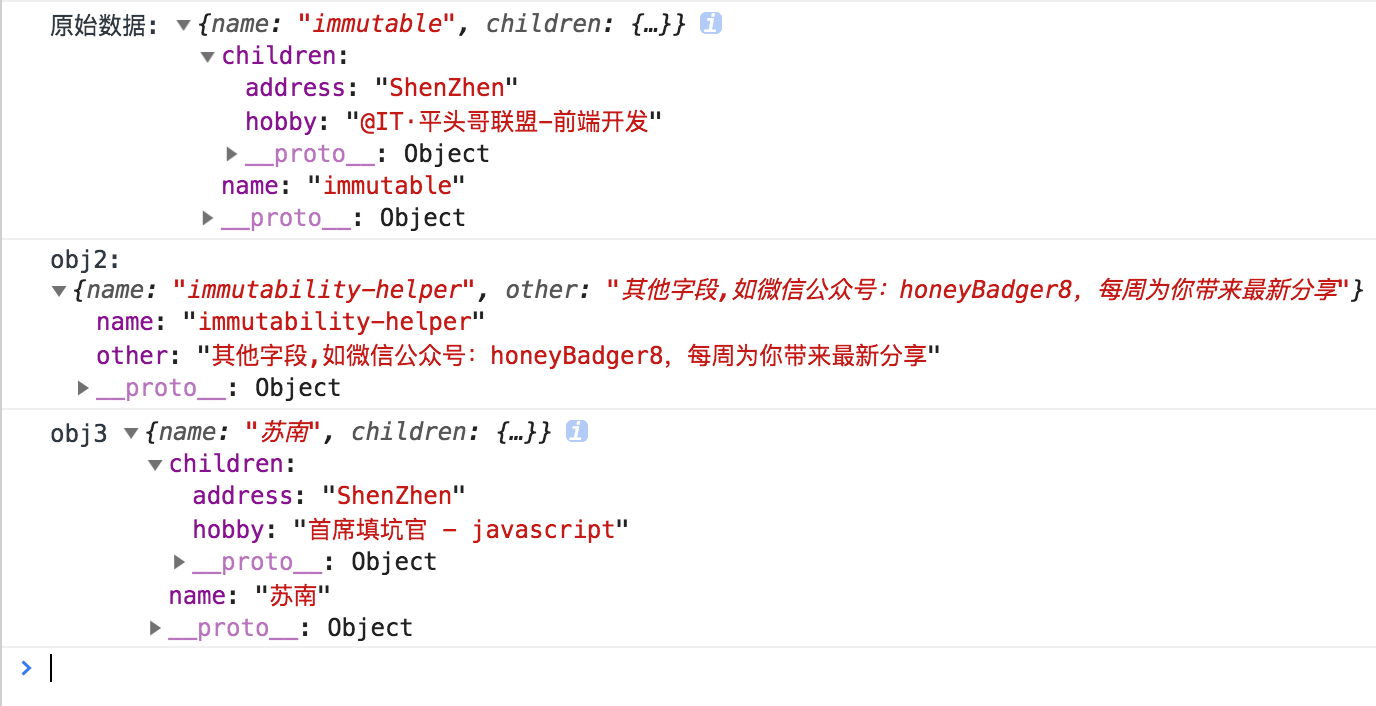 原始数据: ▼{name: "immutable", children: {…}} i
▼children:
address: "ShenZhen"
hobby: "@IT·平头哥联盟-前端开发"
▶__proto__: Object
name: "immutable"
▶__proto__: Object
obj2:
▼{name: "immutability-helper", other: "其他字段,如微信公众号：honeyBadger8，每周为你带来最新分享"}
name: "immutability-helper"
other: "其他字段,如微信公众号：honeyBadger8，每周为你带来最新分享"
▶__proto__: Object
obj3 ▼{name: "苏南", children: {…}} i
▼children:
address: "ShenZhen"
hobby: "首席填坑官 - javascript"
▶__proto__: Object
name: "苏南"
▶__proto__: Object
>